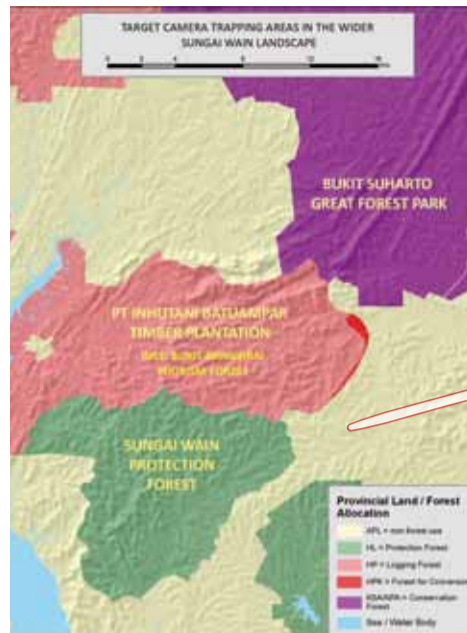 TARGET CAMERA TRAPPING AREAS IN THE WIDER
SUNGAI WAIN LANDSCAPE
BUKIT SUHARTO
GREAT FOREST PARK
PT INHUTANI BATUAMPAR
TIMBER PLANTATION
TOURISM FOREST
SUNGAI WAIN
PROTECTION
FOREST
Provincial Land / Forest
Allocation
APL = non forest use
HL = Protection Forest
HP = Logging Forest
HPK = Forest for Conversion
KSA/KPA = Conservation
Forest
Sea / Water Body